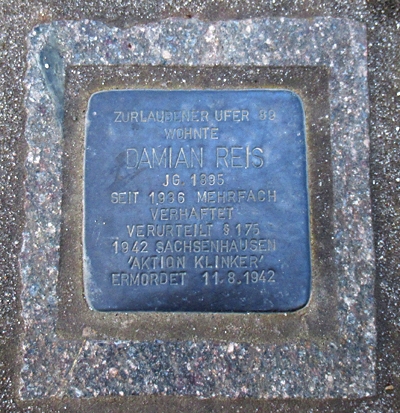 ZURLAUBENER UFER 89
WOHNTE
DAMIAN REIS
JG. 1895
SEIT 1936 MEHRFACH
VERHAFTET
VERURTEILT § 175
1942 SACHSENHAUSEN
'AKTION KLINKER'
ERMORDET 11.8.1942